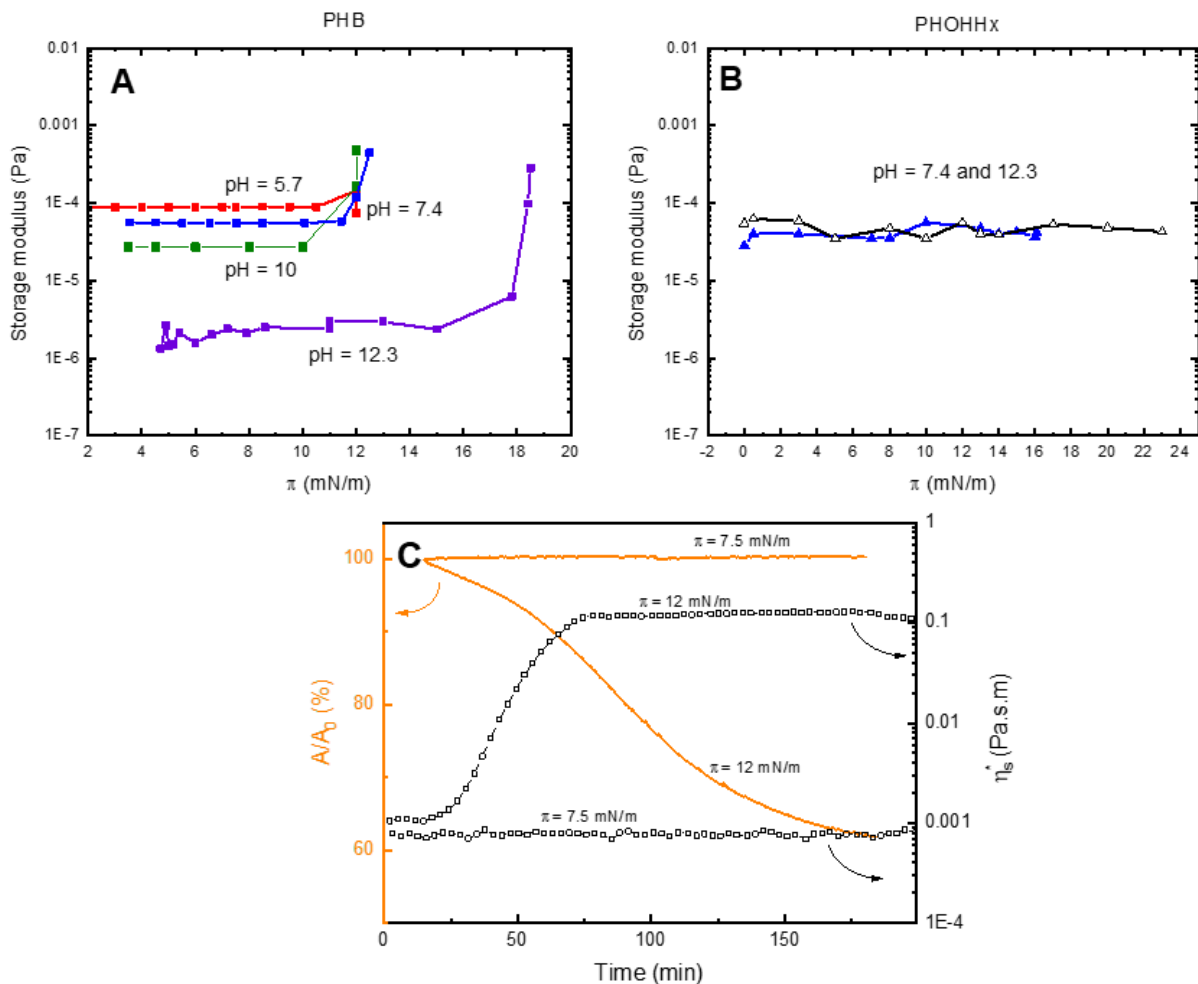 PHB
PHOHHx
A
B
0.01
0.001
1E-4
1E-5
1E-6
1E-7
Storage modulus (Pa)
pH = 5.7
pH = 7.4
pH = 10
pH = 12.3
2 4 6 8 10 12 14 16 18 20
π (mN/m)
0.01
0.001
1E-4
1E-5
1E-6
1E-7
Storage modulus (Pa)
pH = 7.4 and 12.3
-2 0 2 4 6 8 10 12 14 16 18 20 22 24
π (mN/m)
C
100
80
60
A/A0 (%)
π = 7.5 mN/m
π = 12 mN/m
π = 12 mN/m
π = 7.5 mN/m
1
0.1
0.01
0.001
1E-4
η*s (Pa.s.m)
0 50 100 150
Time (min)